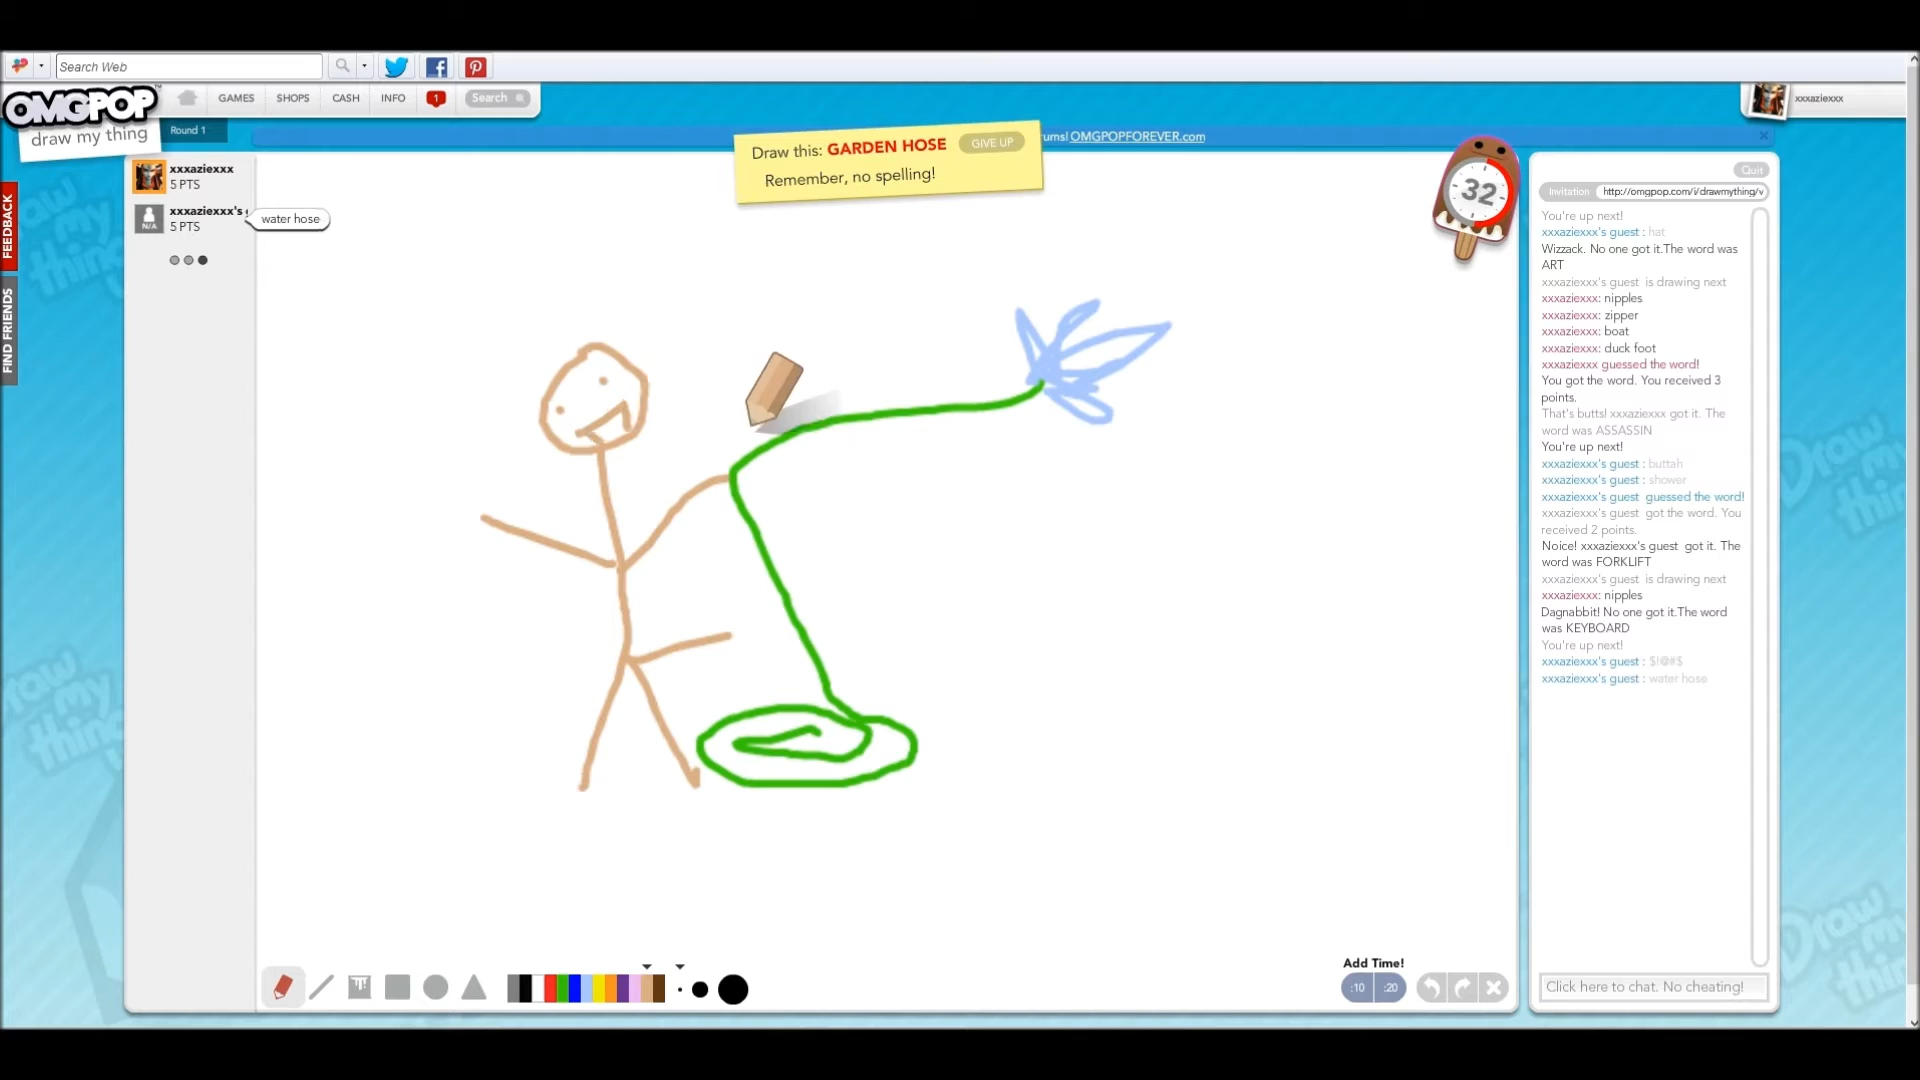 Search Web
OMGPOP
draw my thing
GAMES
SHOPS
CASH
INFO
1
Search
xxxaziexxx
Round 1
rums! OMGPOPFOREVER.com
Draw this: GARDEN HOSE
GIVE UP
Remember, no spelling!
32
FEEDBACK
FIND FRIENDS
xxxaziexxx
5 PTS
xxxaziexxx's
5 PTS
N/A
water hose
Quit
Invitation
http://omgpop.com/i/drawmything/v
You're up next!
xxxaziexxx's guest : hat
Wizzack. No one got it.The word was
ART
xxxaziexxx's guest is drawing next
xxxaziexxx: nipples
xxxaziexxx: zipper
xxxaziexxx: boat
xxxaziexxx: duck foot
xxxaziexxx guessed the word!
You got the word. You received 3
points.
That's butts! xxxaziexxx got it. The
word was ASSASSIN
You're up next!
xxxaziexxx's guest : buttah
xxxaziexxx's guest : shower
xxxaziexxx's guest guessed the word!
xxxaziexxx's guest got the word. You
received 2 points.
Noice! xxxaziexxx's guest got it. The
word was FORKLIFT
xxxaziexxx's guest is drawing next
xxxaziexxx: nipples
Dagnabbit! No one got it.The word
was KEYBOARD
You're up next!
xxxaziexxx's guest : $!@#$
xxxaziexxx's guest : water hose
Add Time!
:10
:20
Click here to chat. No cheating!